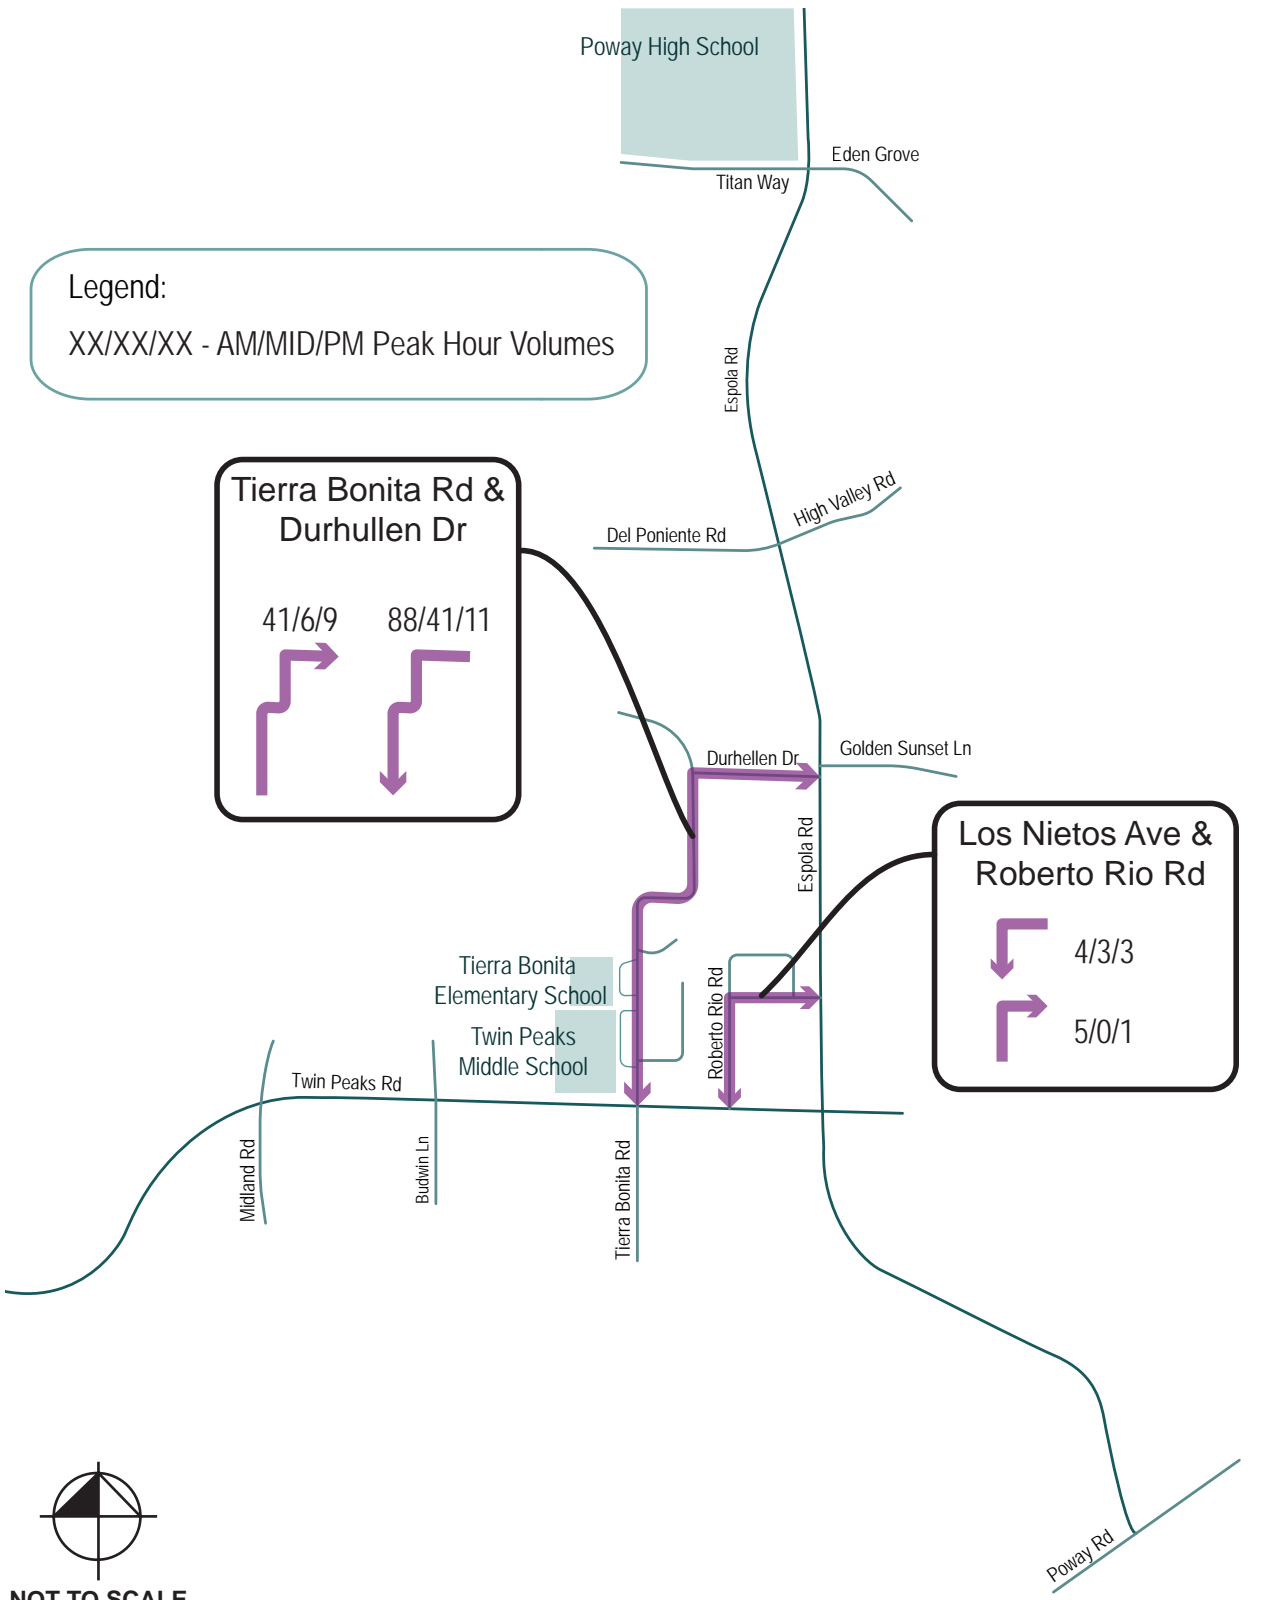 Poway High School
Eden Grove
Titan Way
Legend:
XX/XX/XX - AM/MID/PM Peak Hour Volumes
Espola Rd
Tierra Bonita Rd &
Durhullen Dr
41/6/9
88/41/11
High Valley Rd
Del Poniente Rd
Durhellen Dr
Golden Sunset Ln
Espola Rd
Los Nietos Ave &
Roberto Rio Rd
4/3/3
5/0/1
Tierra Bonita
Elementary School
Roberto Rio Rd
Twin Peaks
Middle School
Twin Peaks Rd
Midland Rd
Budwin Ln
Tierra Bonita Rd
Poway Rd
NOT TO SCALE